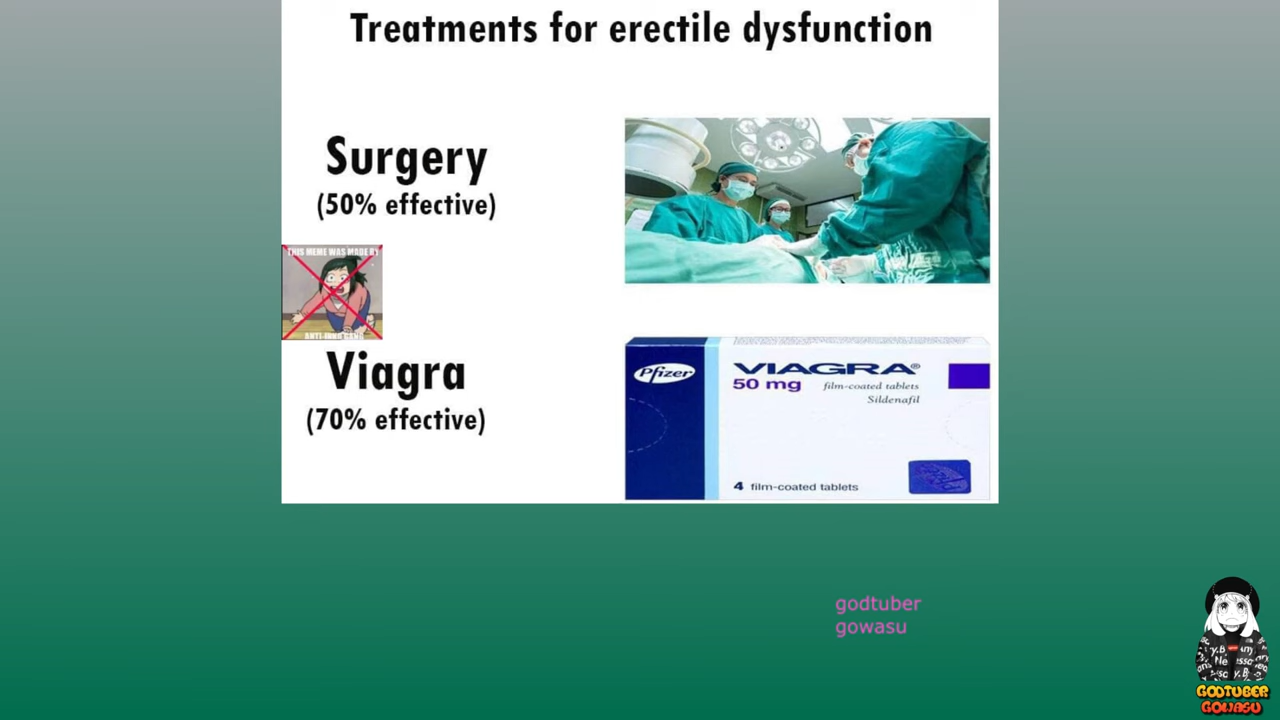 Treatments for erectile dysfunction
Surgery
(50% effective)
THIS MEME WAS MADE BY
Viagra
(70% effective)
Pfizer
VIAGRA®
50 mg film-coated tablets
Sildenafil
4 film-coated tablets
godtuber
gowasu
GODTUBER
GOWASU